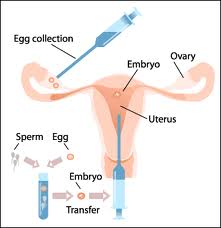 Egg collection
Embryo
Ovary
Uterus
Sperm
Egg
Embryo
Transfer